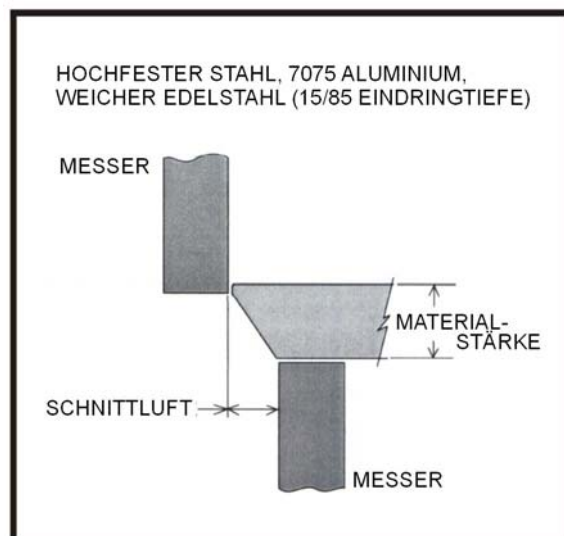 HOCHFESTER STAHL, 7075 ALUMINIUM,
WEICHER EDELSTAHL (15/85 EINDRINGTIEFE)
MESSER
MATERIAL-
STÄRKE
SCHNITTLUFT
MESSER